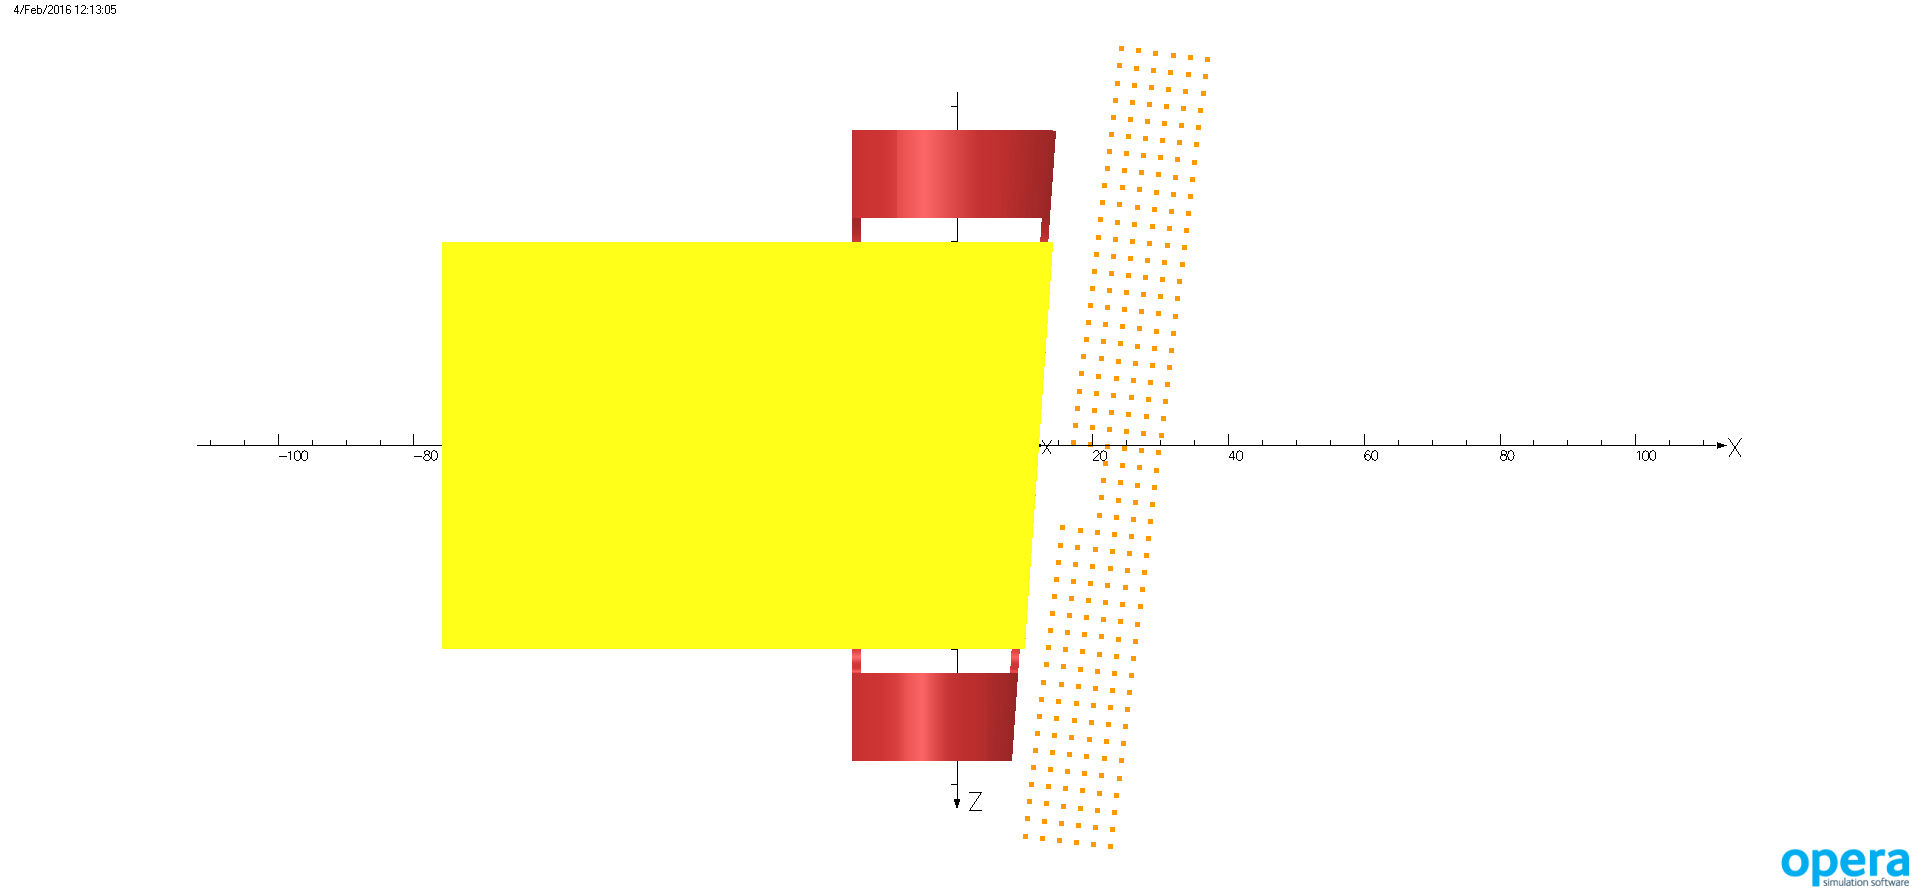 4/Feb/2016 12:13:05
-100
-80
X
20
40
60
80
100
X
Z
opera
simulation software